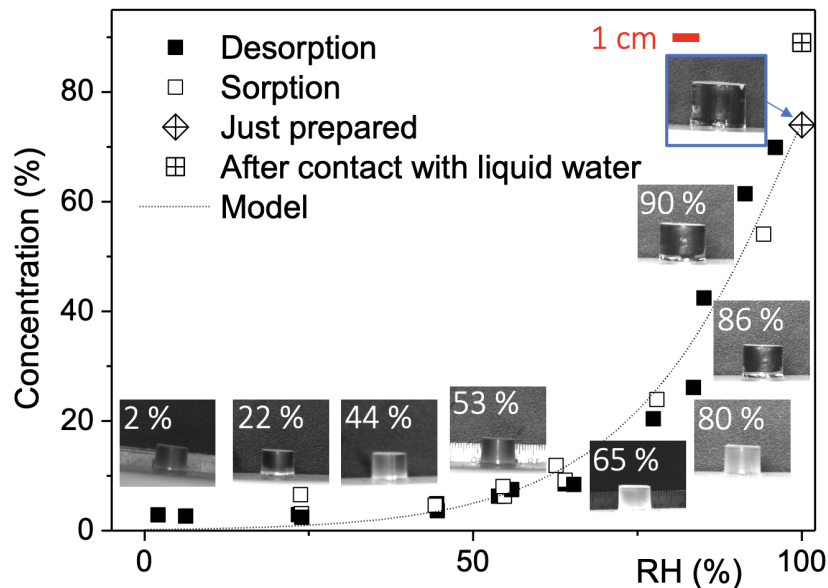 1 cm
Desorption
Sorption
Just prepared
After contact with liquid water
Model
80
60
40
20
0
Concentration (%)
90 %
86 %
2 %
22 %
44 %
53 %
65 %
80 %
0
50
100
RH (%)